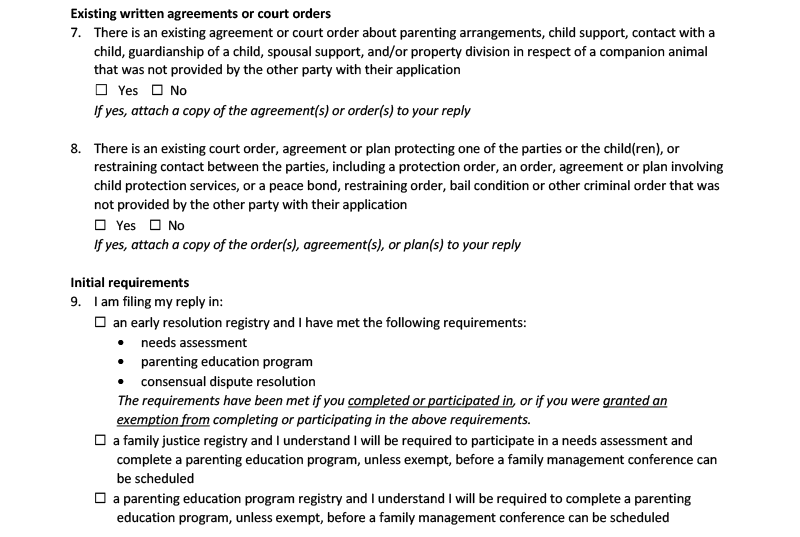 Existing written agreements or court orders
7. There is an existing agreement or court order about parenting arrangements, child support, contact with a
child, guardianship of a child, spousal support, and/or property division in respect of a companion animal
that was not provided by the other party with their application
☐ Yes ☐ No
If yes, attach a copy of the agreement(s) or order(s) to your reply
8. There is an existing court order, agreement or plan protecting one of the parties or the child(ren), or
restraining contact between the parties, including a protection order, an order, agreement or plan involving
child protection services, or a peace bond, restraining order, bail condition or other criminal order that was
not provided by the other party with their application
☐ Yes ☐ No
If yes, attach a copy of the order(s), agreement(s), or plan(s) to your reply
Initial requirements
9. I am filing my reply in:
☐ an early resolution registry and I have met the following requirements:
• needs assessment
• parenting education program
• consensual dispute resolution
The requirements have been met if you completed or participated in, or if you were granted an
exemption from completing or participating in the above requirements.
☐ a family justice registry and I understand I will be required to participate in a needs assessment and
complete a parenting education program, unless exempt, before a family management conference can
be scheduled
☐ a parenting education program registry and I understand I will be required to complete a parenting
education program, unless exempt, before a family management conference can be scheduled